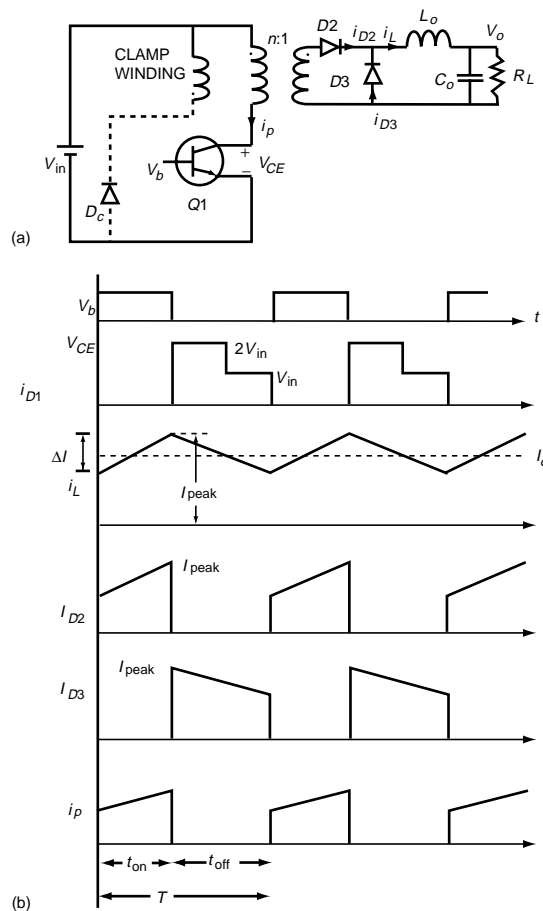 n:1
D2
i_D2
i_L
L_o
V_o
CLAMP
WINDING
D3
C_o
R_L
i_D3
i_p
+
V_in
V_b
V_CE
−
D_c
Q1
(a)
V_b
t
V_CE
2V_in
V_in
i_D1
ΔI
I_o
i_L
I_peak
I_peak
I_D2
I_peak
I_D3
i_p
t_on
t_off
T
(b)